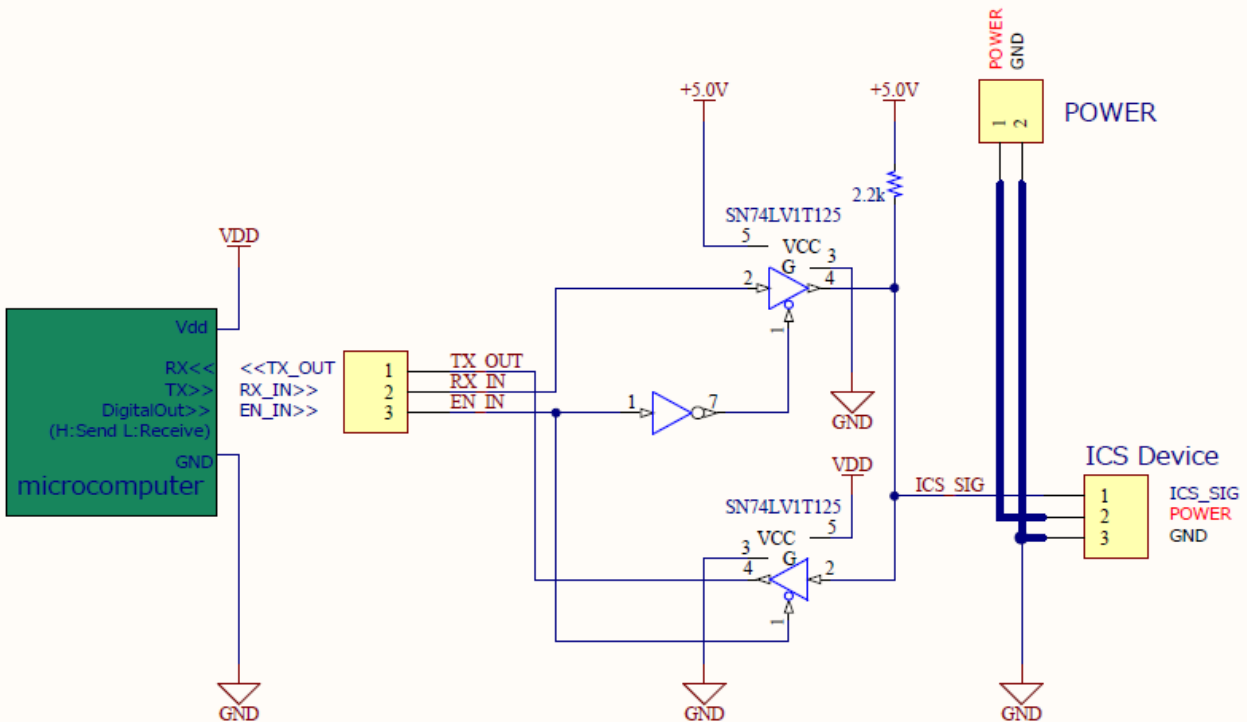 POWER
GND
1
2
POWER
+5.0V
+5.0V
2.2k
SN74LV1T125
5
VCC
3
G
2
4
1
GND
VDD
Vdd
RX<<
<<TX_OUT
TX>>
RX_IN>>
DigitalOut>>
EN_IN>>
(H:Send L:Receive)
GND
microcomputer
1
2
3
TX_OUT
RX_IN
EN_IN
1
7
VDD
SN74LV1T125
5
VCC
3
G
4
2
1
ICS_SIG
ICS Device
1
ICS_SIG
2
POWER
3
GND
GND
GND
GND